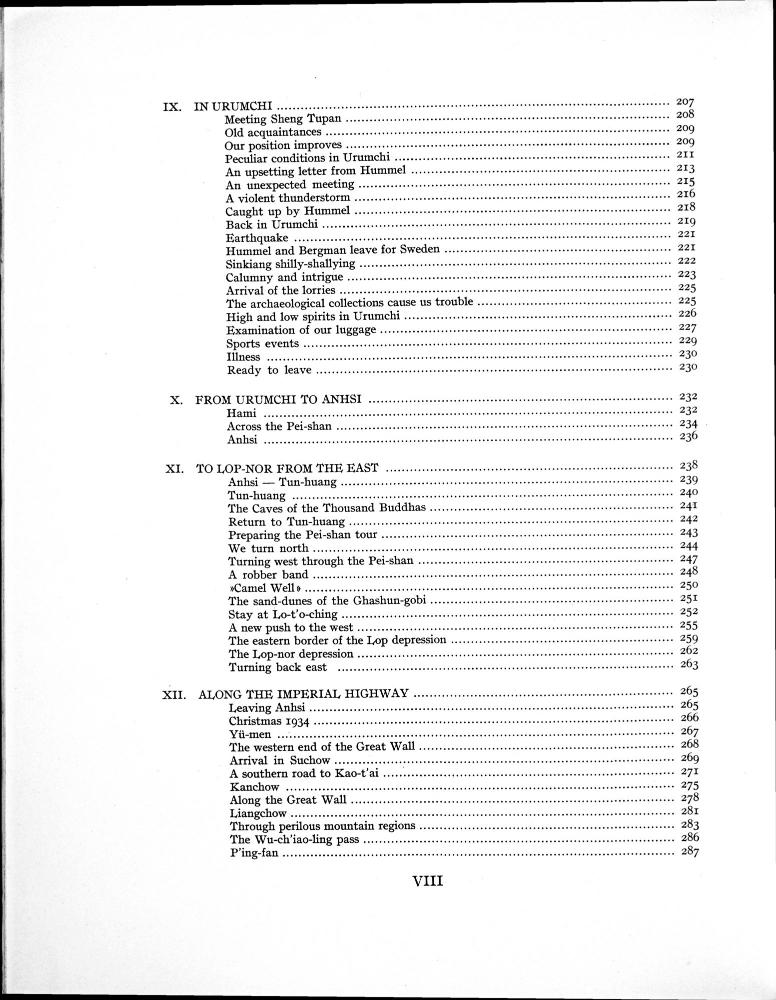 IX. IN URUMCHI ........ 207
Meeting Sheng Tupan ........ 208
Old acquaintances ........ 209
Our position improves ........ 209
Peculiar conditions in Urumchi ........ 211
An upsetting letter from Hummel ........ 213
An unexpected meeting ........ 215
A violent thunderstorm ........ 216
Caught up by Hummel ........ 218
Back in Urumchi ........ 219
Earthquake ........ 221
Hummel and Bergman leave for Sweden ........ 221
Sinkiang shilly-shallying ........ 222
Calumny and intrigue ........ 223
Arrival of the lorries ........ 225
The archaeological collections cause us trouble ........ 225
High and low spirits in Urumchi ........ 226
Examination of our luggage ........ 227
Sports events ........ 229
Illness ........ 230
Ready to leave ........ 230
X. FROM URUMCHI TO ANHSI ........ 232
Hami ........ 232
Across the Pei-shan ........ 234
Anhsi ........ 236
XI. TO LOP-NOR FROM THE EAST ........ 238
Anhsi — Tun-huang ........ 239
Tun-huang ........ 240
The Caves of the Thousand Buddhas ........ 241
Return to Tun-huang ........ 242
Preparing the Pei-shan tour ........ 243
We turn north ........ 244
Turning west through the Pei-shan ........ 247
A robber band ........ 248
»Camel Well» ........ 250
The sand-dunes of the Ghashun-gobi ........ 251
Stay at Lo-t'o-ching ........ 252
A new push to the west ........ 255
The eastern border of the Lop depression ........ 259
The Lop-nor depression ........ 262
Turning back east ........ 263
XII. ALONG THE IMPERIAL HIGHWAY ........ 265
Leaving Anhsi ........ 265
Christmas 1934 ........ 266
Yü-men ........ 267
The western end of the Great Wall ........ 268
Arrival in Suchow ........ 269
A southern road to Kao-t'ai ........ 271
Kanchow ........ 275
Along the Great Wall ........ 278
Liangchow ........ 281
Through perilous mountain regions ........ 283
The Wu-ch'iao-ling pass ........ 286
P'ing-fan ........ 287
VIII